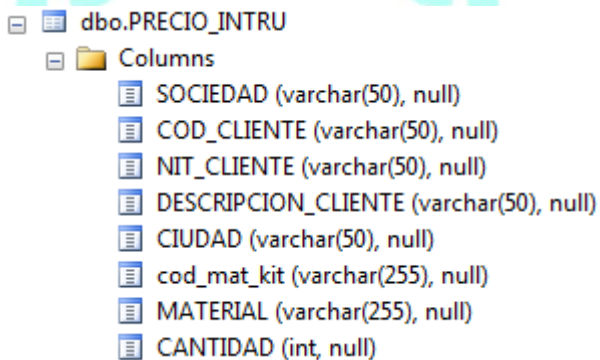 dbo.PRECIO_INTRU
Columns
SOCIEDAD (varchar(50), null)
COD_CLIENTE (varchar(50), null)
NIT_CLIENTE (varchar(50), null)
DESCRIPCION_CLIENTE (varchar(50), null)
CIUDAD (varchar(50), null)
cod_mat_kit (varchar(255), null)
MATERIAL (varchar(255), null)
CANTIDAD (int, null)